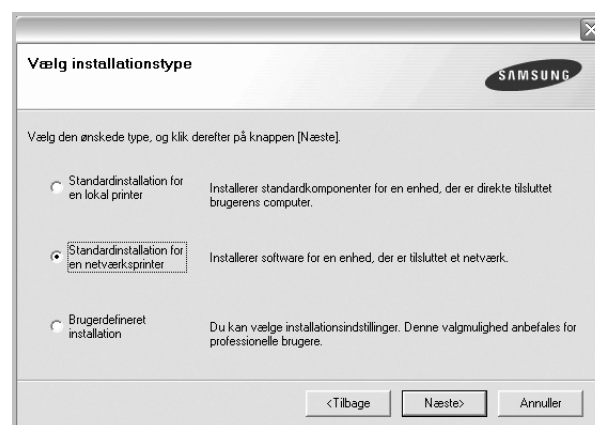 Vælg installationstype
SAMSUNG
Vælg den ønskede type, og klik derefter på knappen [Næste].
Standardinstallation for
en lokal printer
Installerer standardkomponenter for en enhed, der er direkte tilsluttet
brugerens computer.
Standardinstallation for
en netværksprinter
Installerer software for en enhed, der er tilsluttet et netværk.
Brugerdefineret
installation
Du kan vælge installationsindstillinger. Denne valgmulighed anbefales for
professionelle brugere.
<Tilbage
Næste>
Annuller